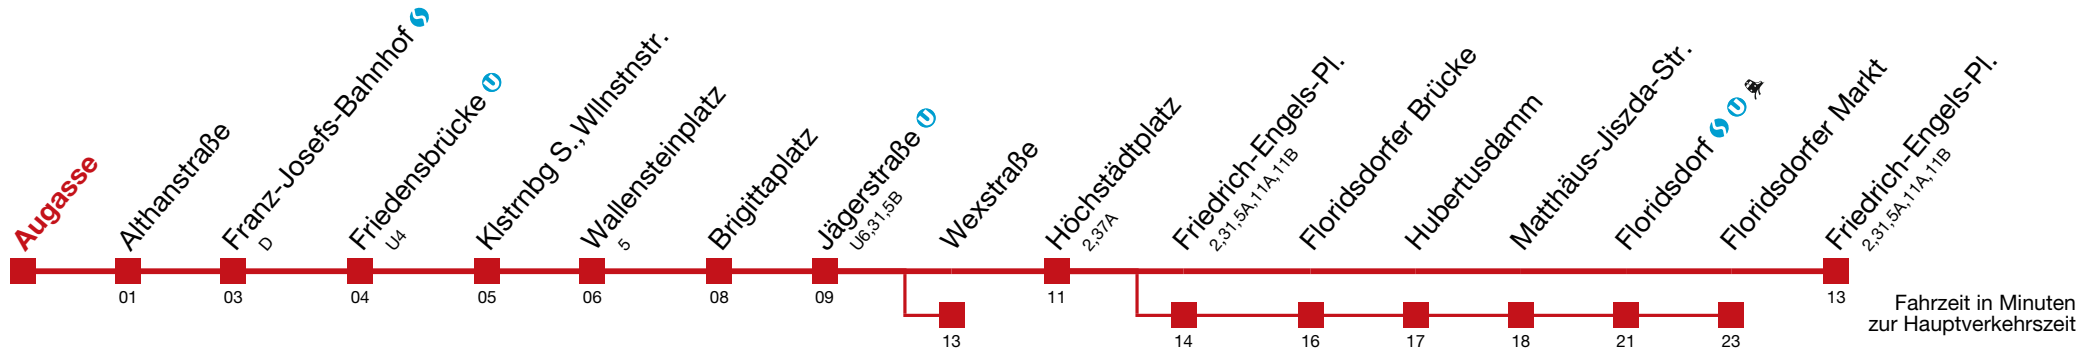 Augasse
Althanstraße
01
Franz-Josefs-Bahnhof
D
03
Friedensbrücke
U4
04
Klstrnbg S., Wllnstnstr.
05
Wallensteinplatz
5
06
Brigittaplatz
08
Jägerstraße
U6,31,5B
09
Wexstraße
13
Höchstädtplatz
2,37A
11
Friedrich-Engels-Pl.
2,31,5A,11A,11B
14
Floridsdorfer Brücke
16
Hubertusdamm
17
Matthäus-Jiszda-Str.
18
Floridsdorf
21
Floridsdorfer Markt
23
Friedrich-Engels-Pl.
2,31,5A,11A,11B
13
Fahrzeit in Minuten
zur Hauptverkehrszeit